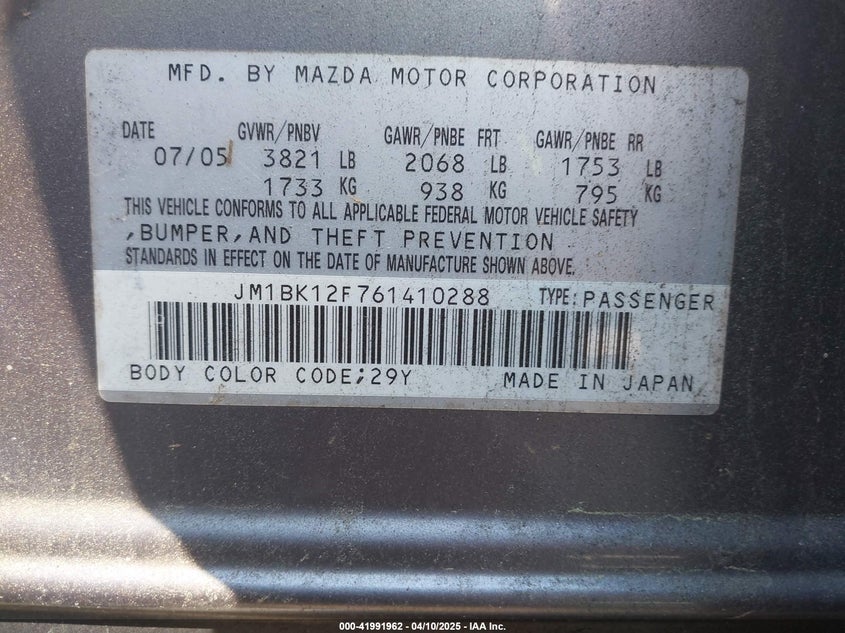 MFD. BY MAZDA MOTOR CORPORATION
DATE GVWR/PNBV GAWR/PNBE FRT GAWR/PNBE RR
07/05 3821 LB 2068 LB 1753 LB
1733 KG 938 KG 795 KG
THIS VEHICLE CONFORMS TO ALL APPLICABLE FEDERAL MOTOR VEHICLE SAFETY
,BUMPER,AND THEFT PREVENTION
STANDARDS IN EFFECT ON THE DATE OF MANUFACTURE SHOWN ABOVE.
JM1BK12F761410288 TYPE:PASSENGER
BODY COLOR CODE;29Y MADE IN JAPAN
000-41991962 - 04/10/2025 - IAA Inc.